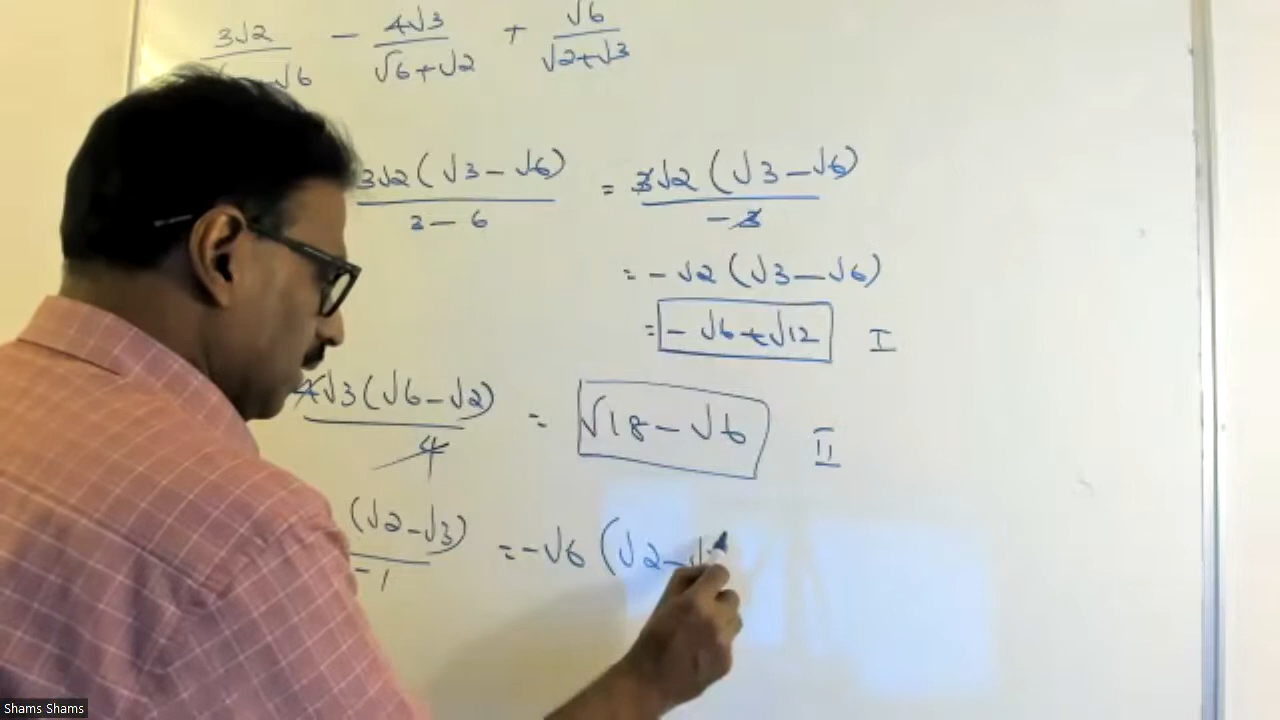 3√2 / √6 − 4√3 / √6+√2 + √6 / √2+√3
3√2(√3−√6) / 3−6 = 3√2(√3−√6) / −3
= −√2(√3−√6)
= −√6+√12 I
4√3(√6−√2) / 4 = √18−√6 II
(√2−√3) / −1 = −√6(√2−√
Shams Shams